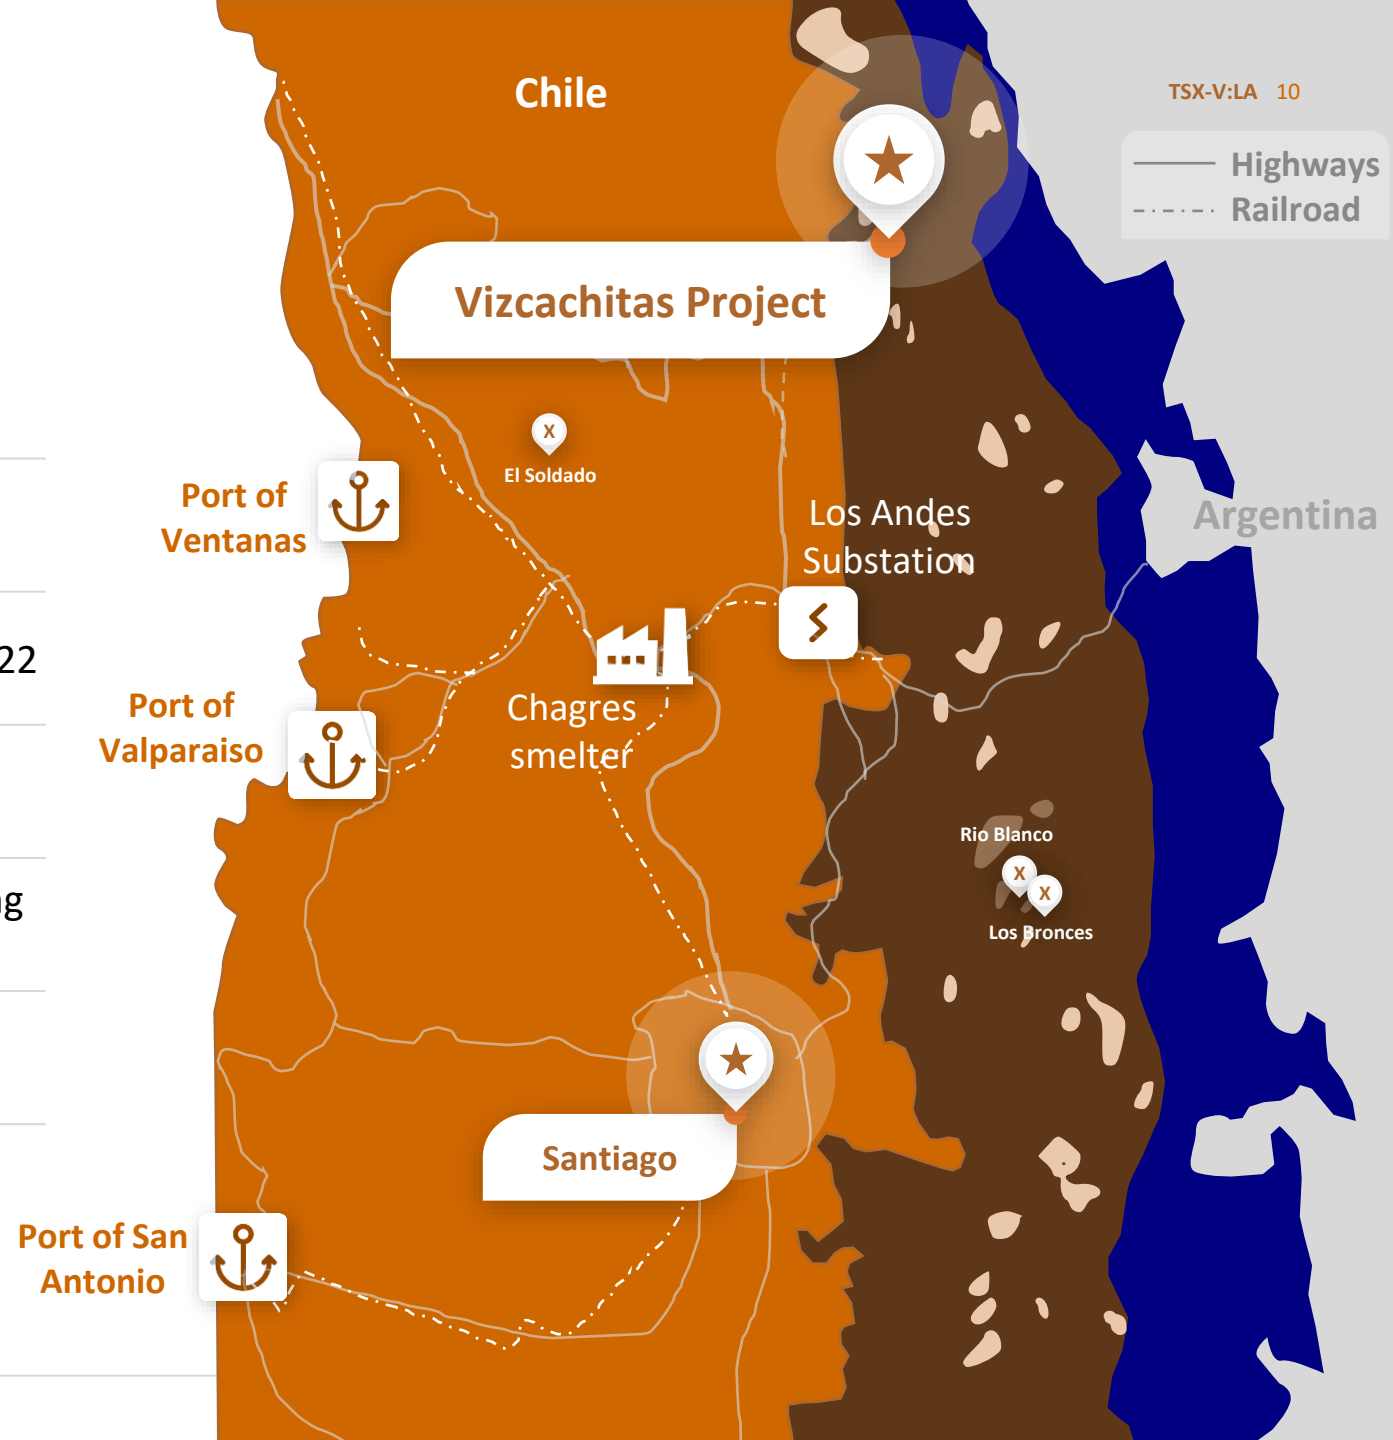 Chile
TSX-V:LA 10
Highways
Railroad
Vizcachitas Project
El Soldado
Port of
Ventanas
Los Andes
Substation
Argentina
22
Port of
Valparaiso
Chagres
smelter
Rio Blanco
X
X
X
Los Bronces
g
Santiago
Port of San
Antonio